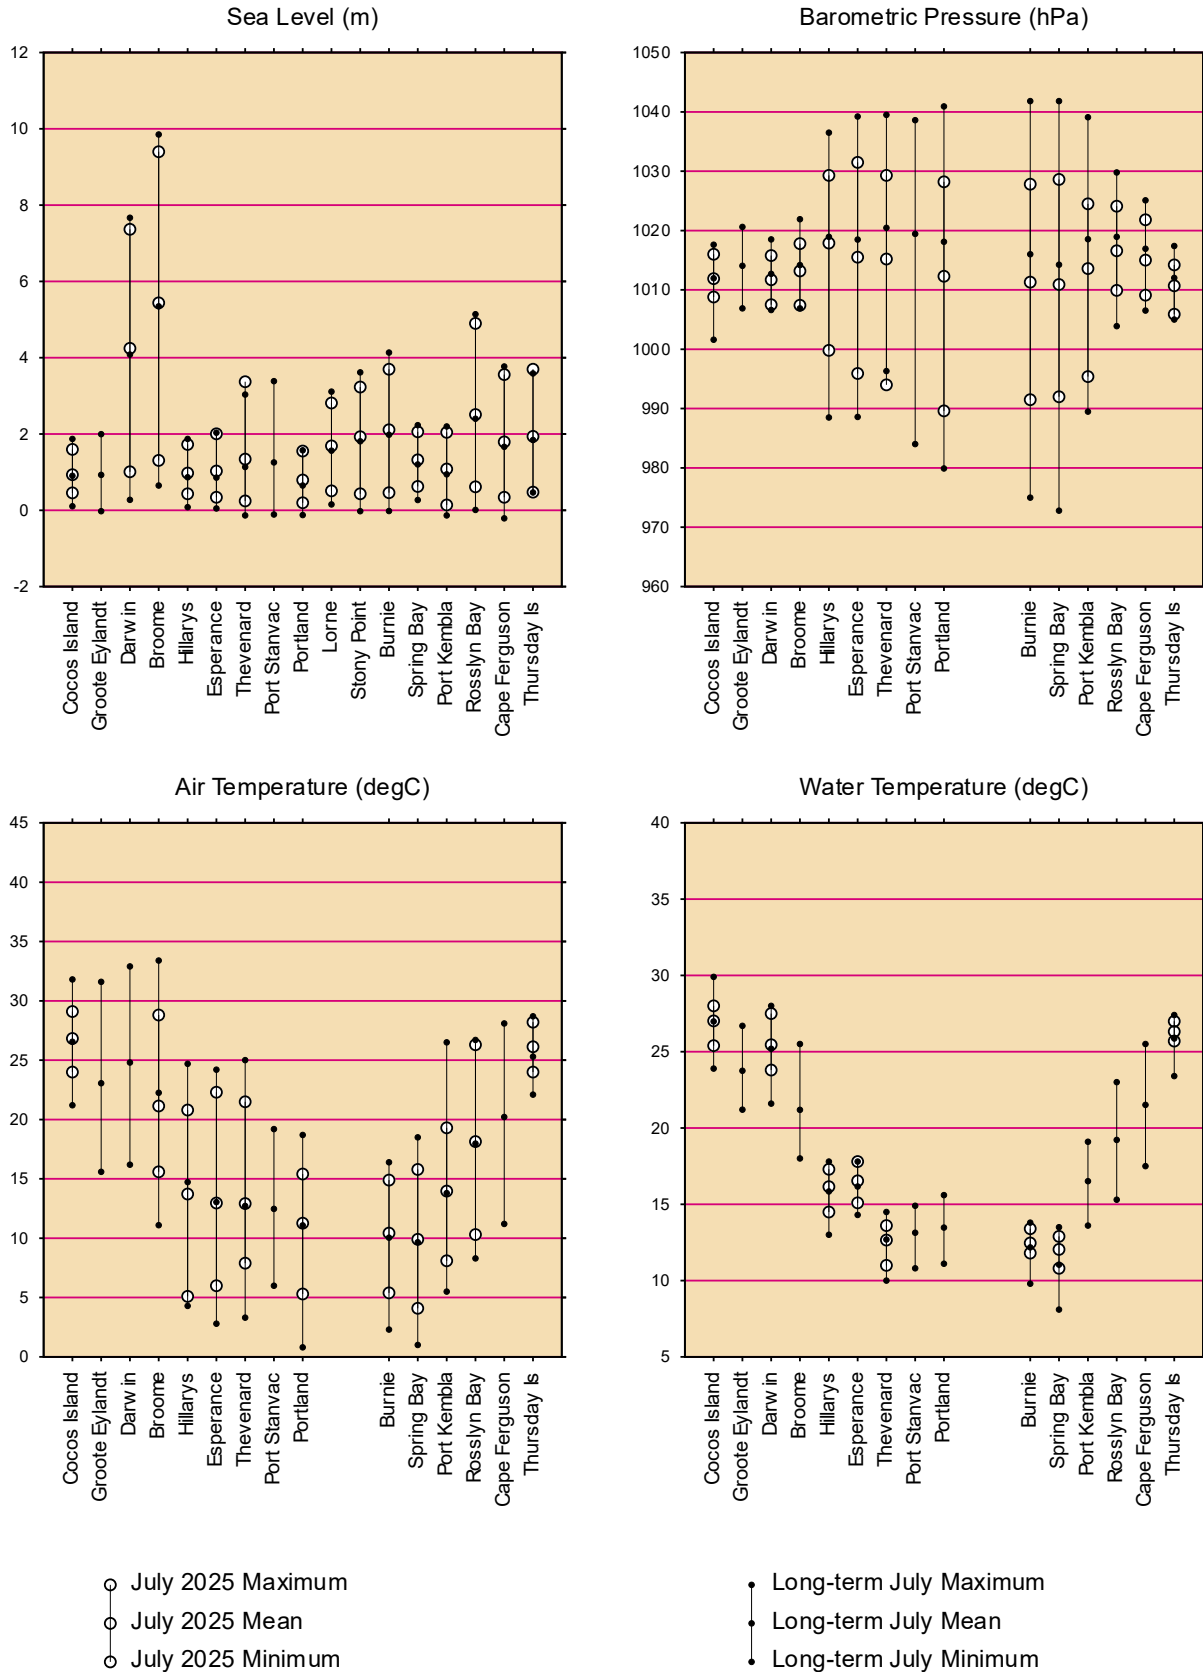 Sea Level (m)
12
10
8
6
4
2
0
-2
Cocos Island
Groote Eylandt
Darwin
Broome
Hillarys
Esperance
Thevenard
Port Stanvac
Portland
Lorne
Stony Point
Burnie
Spring Bay
Port Kembla
Rosslyn Bay
Cape Ferguson
Thursday Is
Barometric Pressure (hPa)
1050
1040
1030
1020
1010
1000
990
980
970
960
Cocos Island
Groote Eylandt
Darwin
Broome
Hillarys
Esperance
Thevenard
Port Stanvac
Portland
Burnie
Spring Bay
Port Kembla
Rosslyn Bay
Cape Ferguson
Thursday Is
Air Temperature (degC)
45
40
35
30
25
20
15
10
5
0
Cocos Island
Groote Eylandt
Darwin
Broome
Hillarys
Esperance
Thevenard
Port Stanvac
Portland
Burnie
Spring Bay
Port Kembla
Rosslyn Bay
Cape Ferguson
Thursday Is
Water Temperature (degC)
40
35
30
25
20
15
10
5
Cocos Island
Groote Eylandt
Darwin
Broome
Hillarys
Esperance
Thevenard
Port Stanvac
Portland
Burnie
Spring Bay
Port Kembla
Rosslyn Bay
Cape Ferguson
Thursday Is
July 2025 Maximum
July 2025 Mean
July 2025 Minimum
Long-term July Maximum
Long-term July Mean
Long-term July Minimum